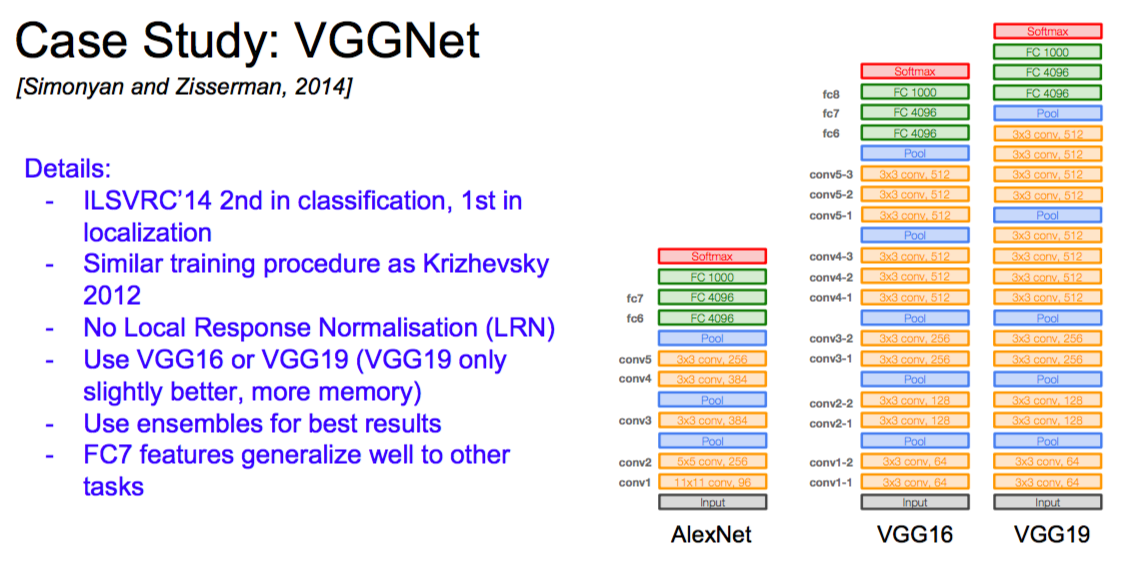 Case Study: VGGNet
[Simonyan and Zisserman, 2014]
Details:
- ILSVRC’14 2nd in classification, 1st in
localization
- Similar training procedure as Krizhevsky
2012
- No Local Response Normalisation (LRN)
- Use VGG16 or VGG19 (VGG19 only
slightly better, more memory)
- Use ensembles for best results
- FC7 features generalize well to other
tasks
Softmax
FC 1000
fc7 FC 4096
fc6 FC 4096
Pool
conv5 3x3 conv, 256
conv4 3x3 conv, 384
Pool
conv3 3x3 conv, 384
Pool
conv2 5x5 conv, 256
conv1 11x11 conv, 96
Input
AlexNet
Softmax
fc8 FC 1000
fc7 FC 4096
fc6 FC 4096
Pool
conv5-3 3x3 conv, 512
conv5-2 3x3 conv, 512
conv5-1 3x3 conv, 512
Pool
conv4-3 3x3 conv, 512
conv4-2 3x3 conv, 512
conv4-1 3x3 conv, 512
Pool
conv3-2 3x3 conv, 256
conv3-1 3x3 conv, 256
Pool
conv2-2 3x3 conv, 128
conv2-1 3x3 conv, 128
Pool
conv1-2 3x3 conv, 64
conv1-1 3x3 conv, 64
Input
VGG16
Softmax
FC 1000
FC 4096
FC 4096
Pool
3x3 conv, 512
3x3 conv, 512
3x3 conv, 512
3x3 conv, 512
Pool
3x3 conv, 512
3x3 conv, 512
3x3 conv, 512
3x3 conv, 512
Pool
3x3 conv, 256
3x3 conv, 256
Pool
3x3 conv, 128
3x3 conv, 128
Pool
3x3 conv, 64
3x3 conv, 64
Input
VGG19